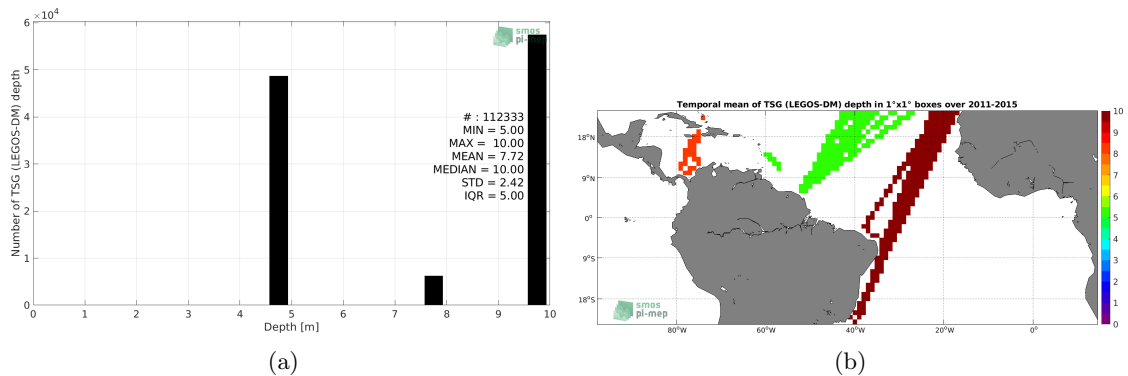 ×10⁴
6
5
4
3
2
1
0
Number of TSG (LEGOS-DM) depth
smos
pi-mep
# : 112333
MIN = 5.00
MAX = 10.00
MEAN = 7.72
MEDIAN = 10.00
STD = 2.42
IQR = 5.00
0 1 2 3 4 5 6 7 8 9 10
Depth [m]
(a)
Temporal mean of TSG (LEGOS-DM) depth in 1°x1° boxes over 2011-2015
18°N
9°N
0°
9°S
18°S
smos
pi-mep
80°W 60°W 40°W 20°W 0°
10
9
8
7
6
5
4
3
2
1
0
(b)